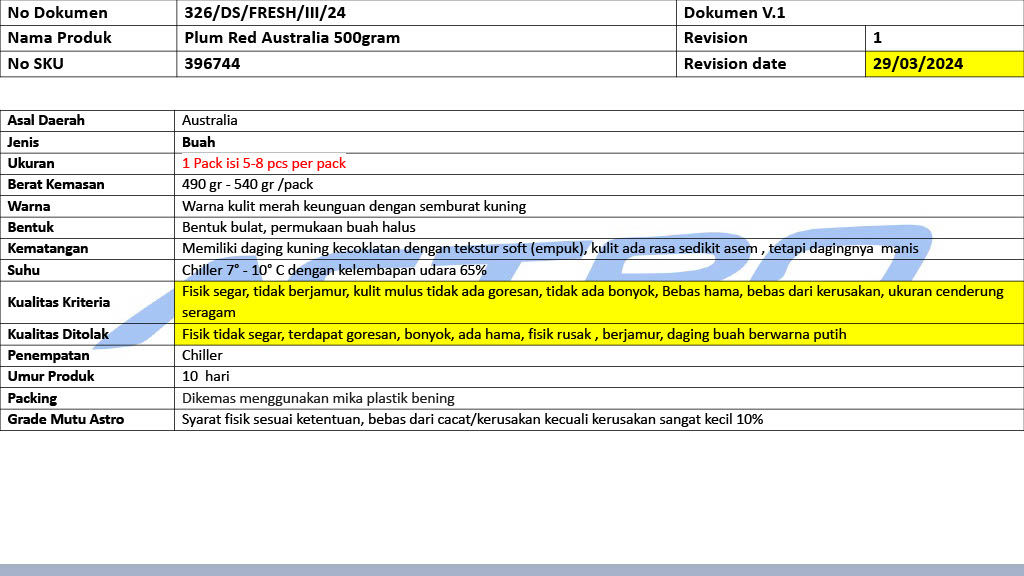 No Dokumen 326/DS/FRESH/III/24 Dokumen V.1
Nama Produk Plum Red Australia 500gram Revision 1
No SKU 396744 Revision date 29/03/2024
Asal Daerah Australia
Jenis Buah
Ukuran 1 Pack isi 5-8 pcs per pack
Berat Kemasan 490 gr - 540 gr /pack
Warna Warna kulit merah keunguan dengan semburat kuning
Bentuk Bentuk bulat, permukaan buah halus
Kematangan Memiliki daging kuning kecoklatan dengan tekstur soft (empuk), kulit ada rasa sedikit asem , tetapi dagingnya  manis
Suhu Chiller 7° - 10° C dengan kelembapan udara 65%
Kualitas Kriteria Fisik segar, tidak berjamur, kulit mulus tidak ada goresan, tidak ada bonyok, Bebas hama, bebas dari kerusakan, ukuran cenderung
seragam
Kualitas Ditolak Fisik tidak segar, terdapat goresan, bonyok, ada hama, fisik rusak , berjamur, daging buah berwarna putih
Penempatan Chiller
Umur Produk 10  hari
Packing Dikemas menggunakan mika plastik bening
Grade Mutu Astro Syarat fisik sesuai ketentuan, bebas dari cacat/kerusakan kecuali kerusakan sangat kecil 10%
ASTRO